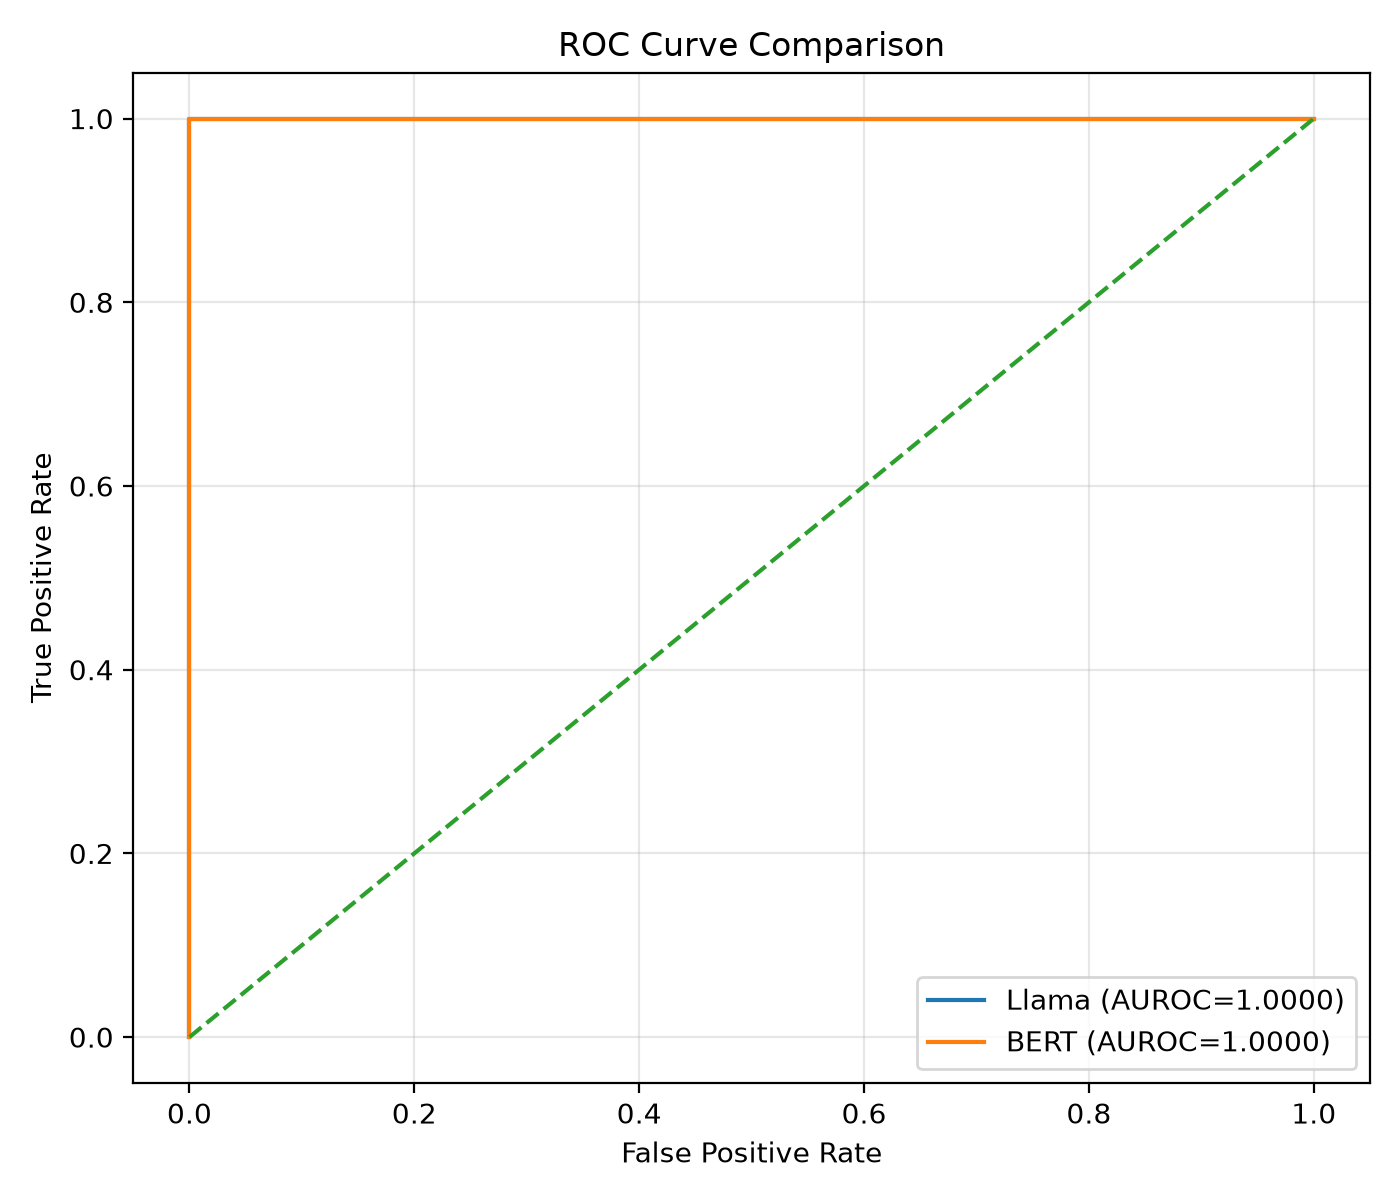 ROC Curve Comparison
1.0
0.8
0.6
0.4
0.2
0.0
True Positive Rate
Llama (AUROC=1.0000)
BERT (AUROC=1.0000)
0.0 0.2 0.4 0.6 0.8 1.0
False Positive Rate